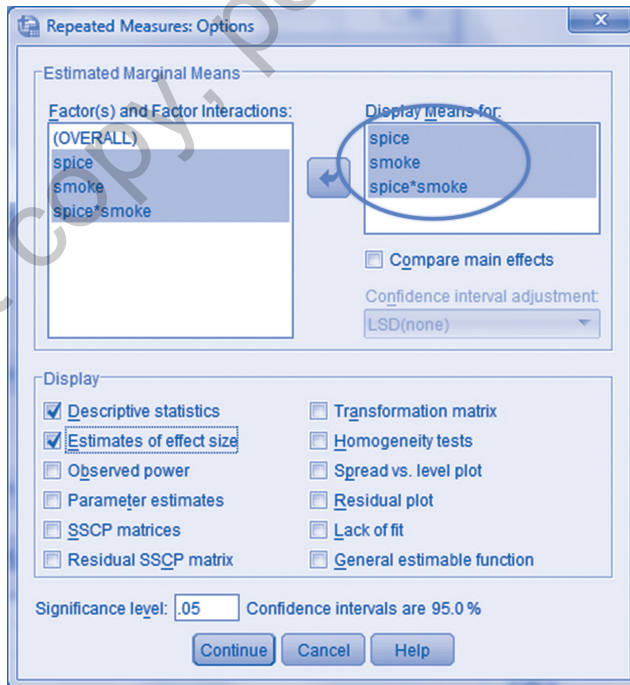 Repeated Measures: Options
Estimated Marginal Means
Factor(s) and Factor Interactions:
(OVERALL)
spice
smoke
spice*smoke
Display Means for:
spice
smoke
spice*smoke
Compare main effects
Confidence interval adjustment:
LSD(none)
Display
Descriptive statistics
Estimates of effect size
Observed power
Parameter estimates
SSCP matrices
Residual SSCP matrix
Transformation matrix
Homogeneity tests
Spread vs. level plot
Residual plot
Lack of fit
General estimable function
Significance level: .05 Confidence intervals are 95.0 %
Continue Cancel Help
copy,